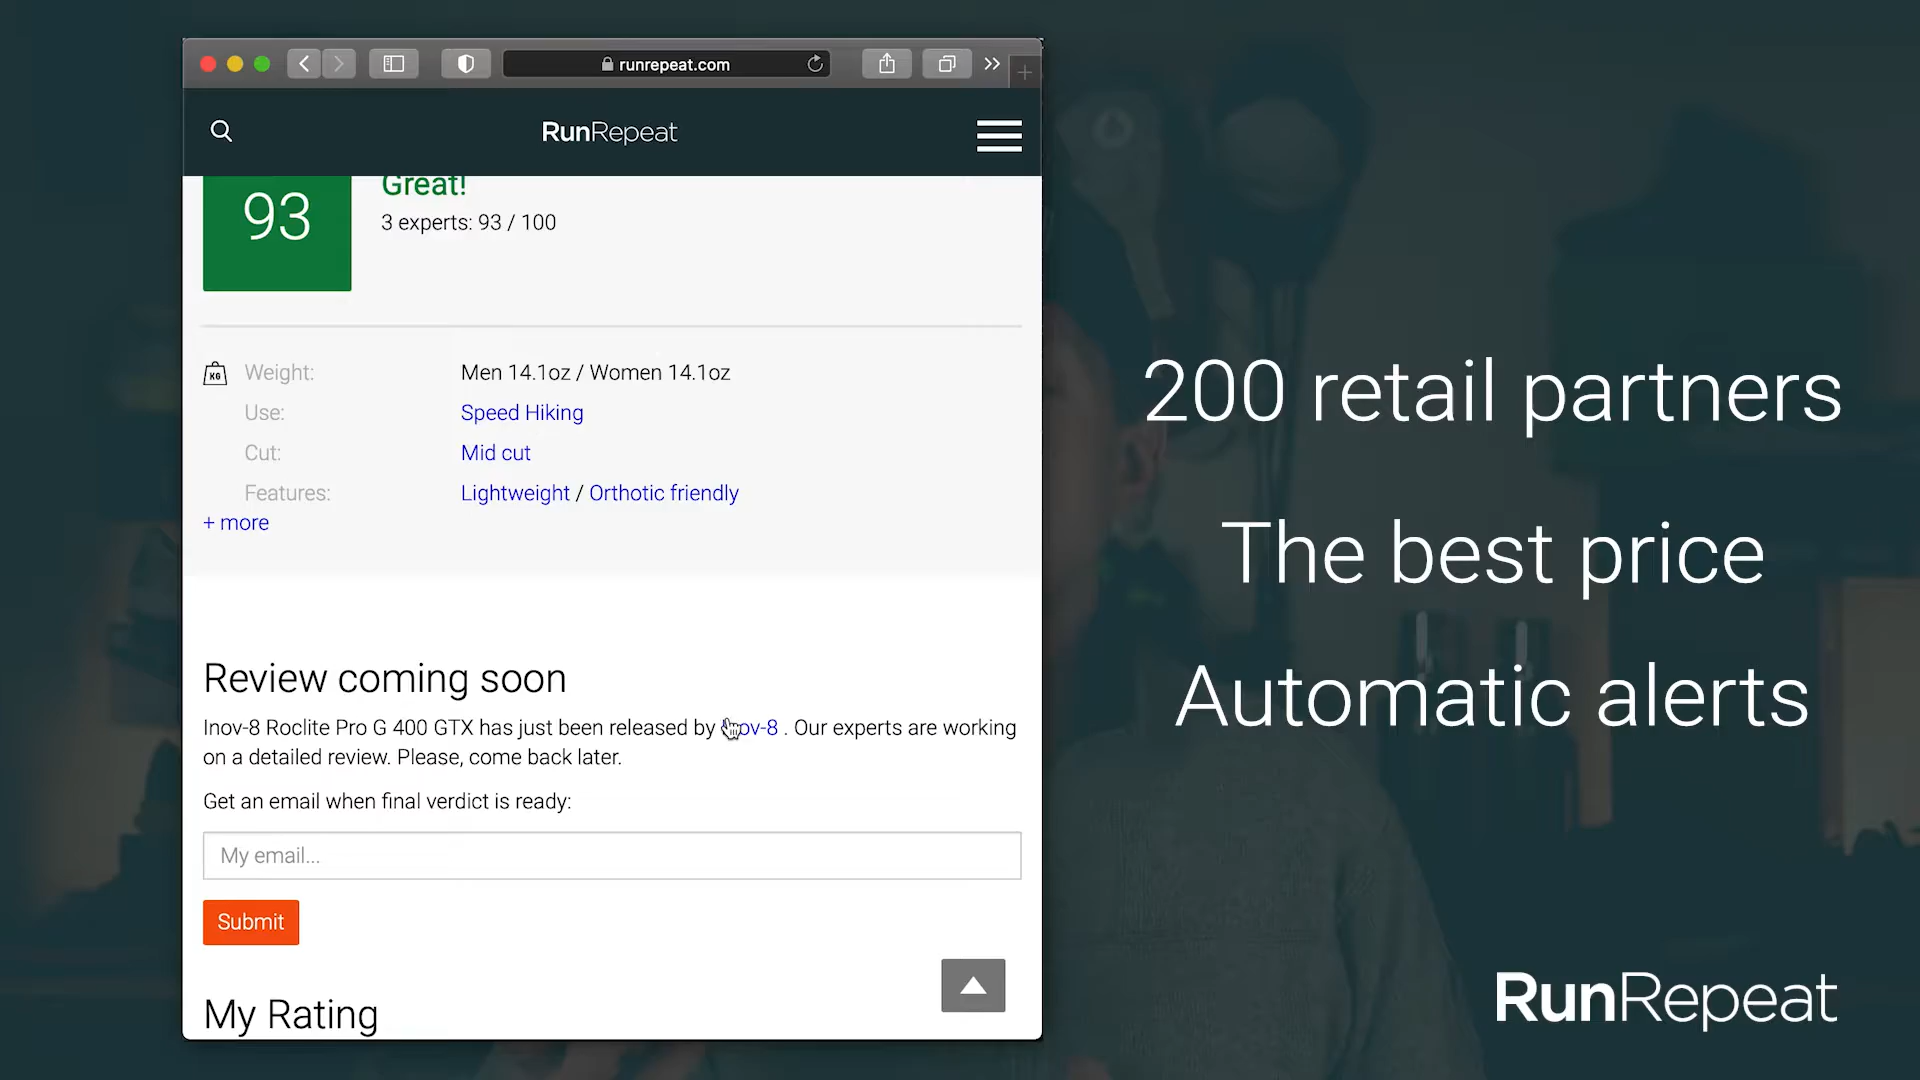 runrepeat.com
RunRepeat
93
Great!
3 experts: 93 / 100
KG
Weight: Men 14.1oz / Women 14.1oz
Use: Speed Hiking
Cut: Mid cut
Features: Lightweight / Orthotic friendly
+ more
Review coming soon
Inov-8 Roclite Pro G 400 GTX has just been released by Inov-8 . Our experts are working
on a detailed review. Please, come back later.
Get an email when final verdict is ready:
My email...
Submit
My Rating
200 retail partners
The best price
Automatic alerts
RunRepeat